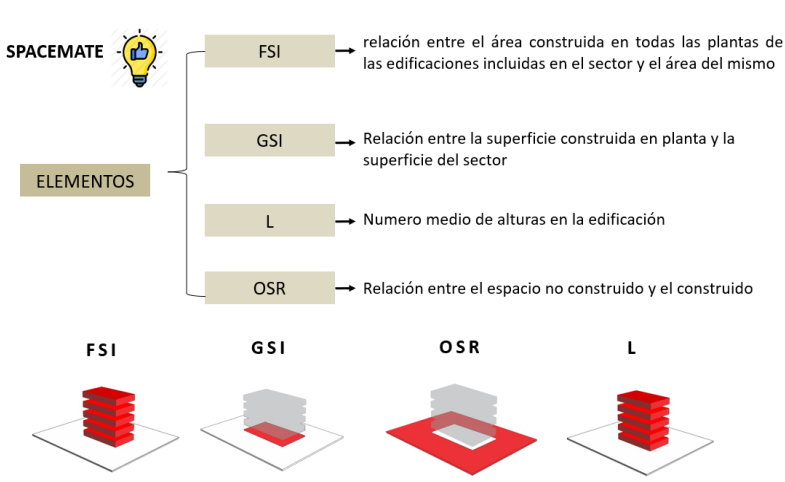 SPACEMATE
FSI
relación entre el área construida en todas las plantas de
las edificaciones incluidas en el sector y el área del mismo
GSI
Relación entre la superficie construida en planta y la
superficie del sector
ELEMENTOS
L
Numero medio de alturas en la edificación
OSR
Relación entre el espacio no construido y el construido
FSI
GSI
OSR
L